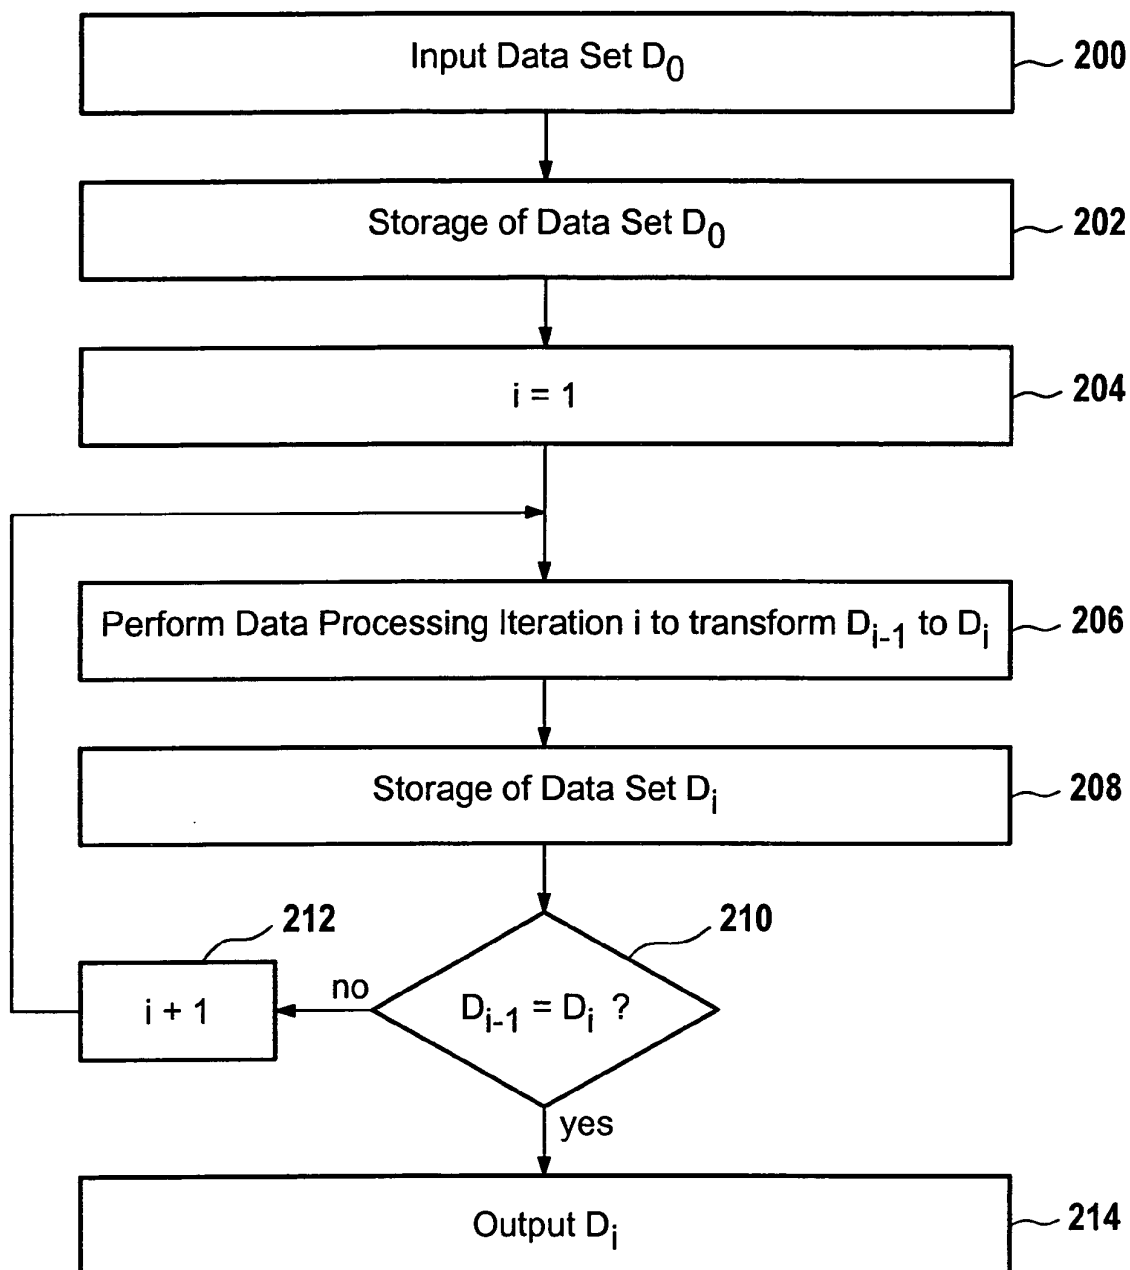 Input Data Set D0
200
Storage of Data Set D0
202
i = 1
204
Perform Data Processing Iteration i to transform Di-1 to Di
206
Storage of Data Set Di
208
212
210
i + 1
no
Di-1 = Di ?
yes
Output Di
214